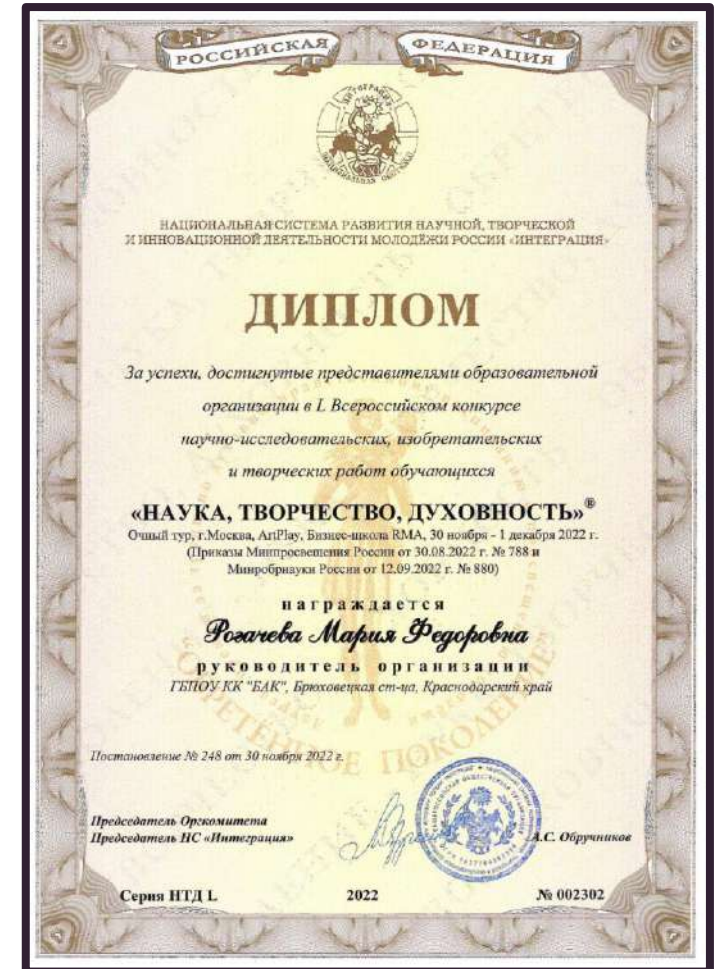 РОССИЙСКАЯ ФЕДЕРАЦИЯ
ИНТЕГРАЦИЯ
XXI
НАЦИОНАЛЬНАЯ СИСТЕМА РАЗВИТИЯ НАУЧНОЙ, ТВОРЧЕСКОЙ
И ИННОВАЦИОННОЙ ДЕЯТЕЛЬНОСТИ МОЛОДЁЖИ РОССИИ «ИНТЕГРАЦИЯ»
ДИПЛОМ
За успехи, достигнутые представителями образовательной
организации в L Всероссийском конкурсе
научно-исследовательских, изобретательских
и творческих работ обучающихся
«НАУКА, ТВОРЧЕСТВО, ДУХОВНОСТЬ»®
Очный тур, г.Москва, ArtPlay, Бизнес-школа RMA, 30 ноября - 1 декабря 2022 г.
(Приказы Минпросвещения России от 30.08.2022 г. № 788 и
Минробрнауки России от 12.09.2022 г. № 880)
награждается
Рогачева Мария Федоровна
руководитель организации
ГБПОУ КК "БАК", Брюховецкая ст-ца, Краснодарский край
Постановление № 248 от 30 ноября 2022 г.
Председатель Оргкомитета
Председатель НС «Интеграция»
А.С. Обручников
Серия НТД L 2022 № 002302